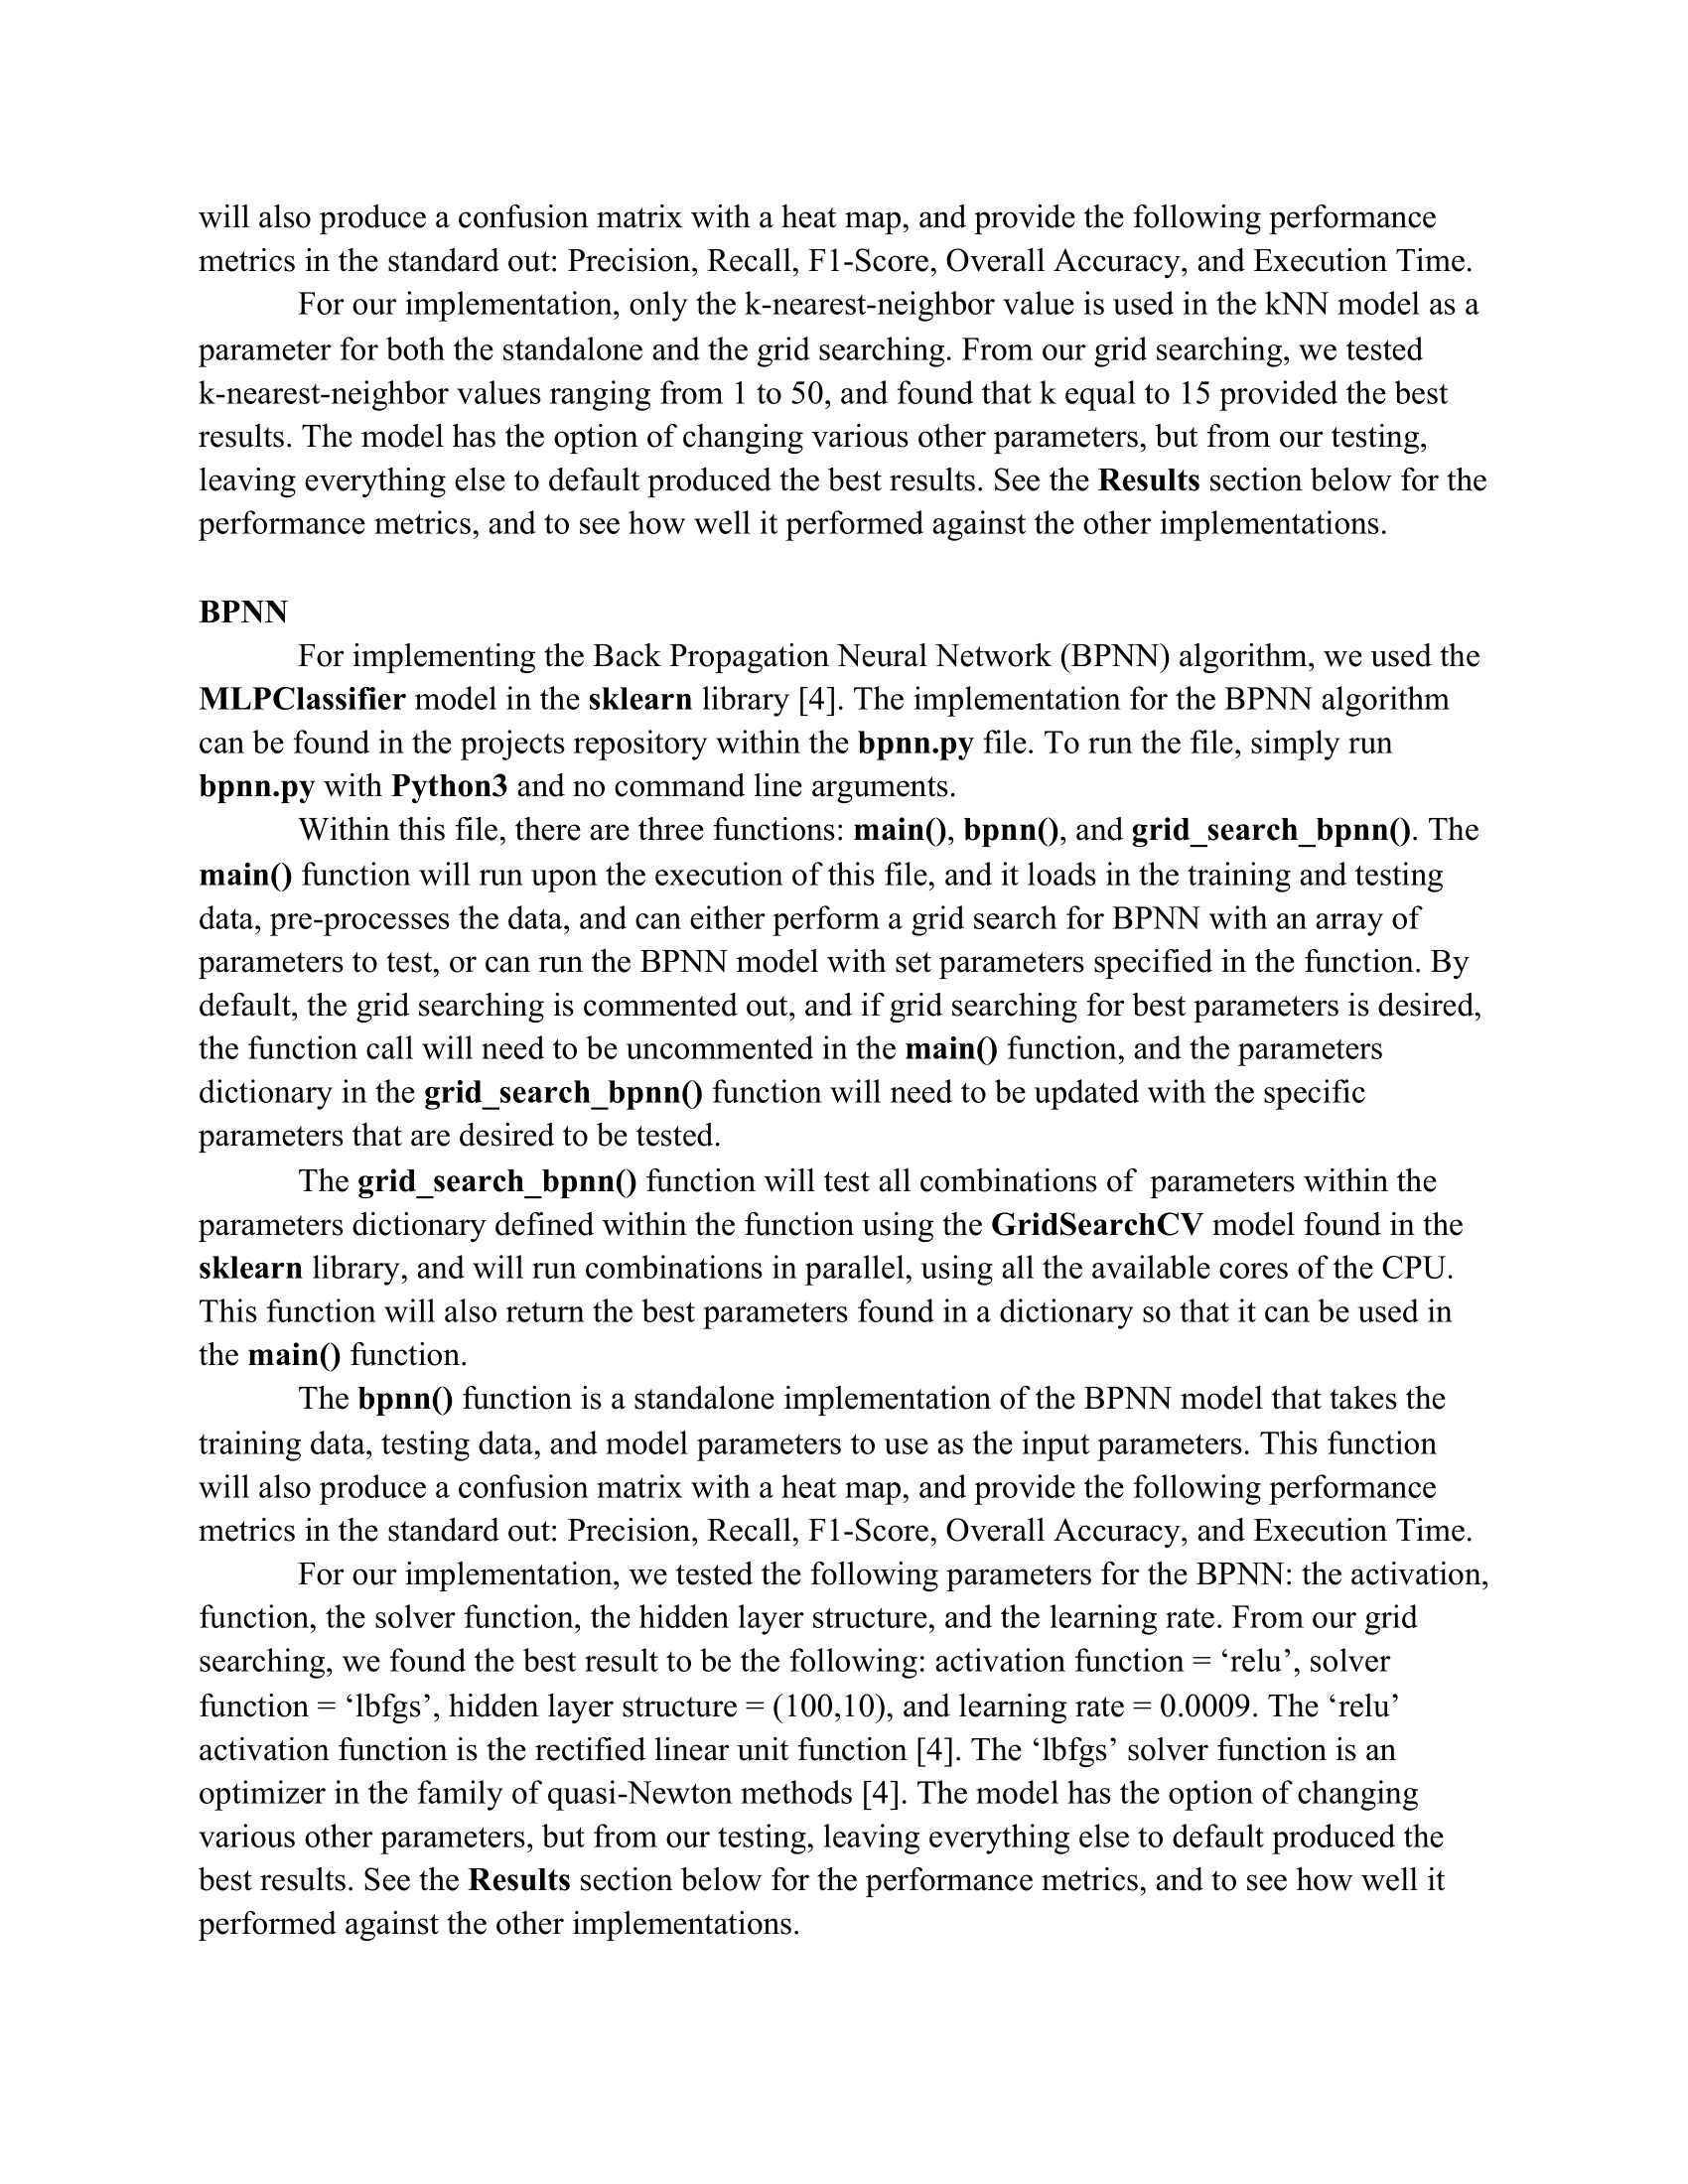 will also produce a confusion matrix with a heat map, and provide the following performance
metrics in the standard out: Precision, Recall, F1-Score, Overall Accuracy, and Execution Time.
For our implementation, only the k-nearest-neighbor value is used in the kNN model as a
parameter for both the standalone and the grid searching. From our grid searching, we tested
k-nearest-neighbor values ranging from 1 to 50, and found that k equal to 15 provided the best
results. The model has the option of changing various other parameters, but from our testing,
leaving everything else to default produced the best results. See the Results section below for the
performance metrics, and to see how well it performed against the other implementations.
BPNN
For implementing the Back Propagation Neural Network (BPNN) algorithm, we used the
MLPClassifier model in the sklearn library [4]. The implementation for the BPNN algorithm
can be found in the projects repository within the bpnn.py file. To run the file, simply run
bpnn.py with Python3 and no command line arguments.
Within this file, there are three functions: main(), bpnn(), and grid_search_bpnn(). The
main() function will run upon the execution of this file, and it loads in the training and testing
data, pre-processes the data, and can either perform a grid search for BPNN with an array of
parameters to test, or can run the BPNN model with set parameters specified in the function. By
default, the grid searching is commented out, and if grid searching for best parameters is desired,
the function call will need to be uncommented in the main() function, and the parameters
dictionary in the grid_search_bpnn() function will need to be updated with the specific
parameters that are desired to be tested.
The grid_search_bpnn() function will test all combinations of  parameters within the
parameters dictionary defined within the function using the GridSearchCV model found in the
sklearn library, and will run combinations in parallel, using all the available cores of the CPU.
This function will also return the best parameters found in a dictionary so that it can be used in
the main() function.
The bpnn() function is a standalone implementation of the BPNN model that takes the
training data, testing data, and model parameters to use as the input parameters. This function
will also produce a confusion matrix with a heat map, and provide the following performance
metrics in the standard out: Precision, Recall, F1-Score, Overall Accuracy, and Execution Time.
For our implementation, we tested the following parameters for the BPNN: the activation,
function, the solver function, the hidden layer structure, and the learning rate. From our grid
searching, we found the best result to be the following: activation function = ‘relu’, solver
function = ‘lbfgs’, hidden layer structure = (100,10), and learning rate = 0.0009. The ‘relu’
activation function is the rectified linear unit function [4]. The ‘lbfgs’ solver function is an
optimizer in the family of quasi-Newton methods [4]. The model has the option of changing
various other parameters, but from our testing, leaving everything else to default produced the
best results. See the Results section below for the performance metrics, and to see how well it
performed against the other implementations.